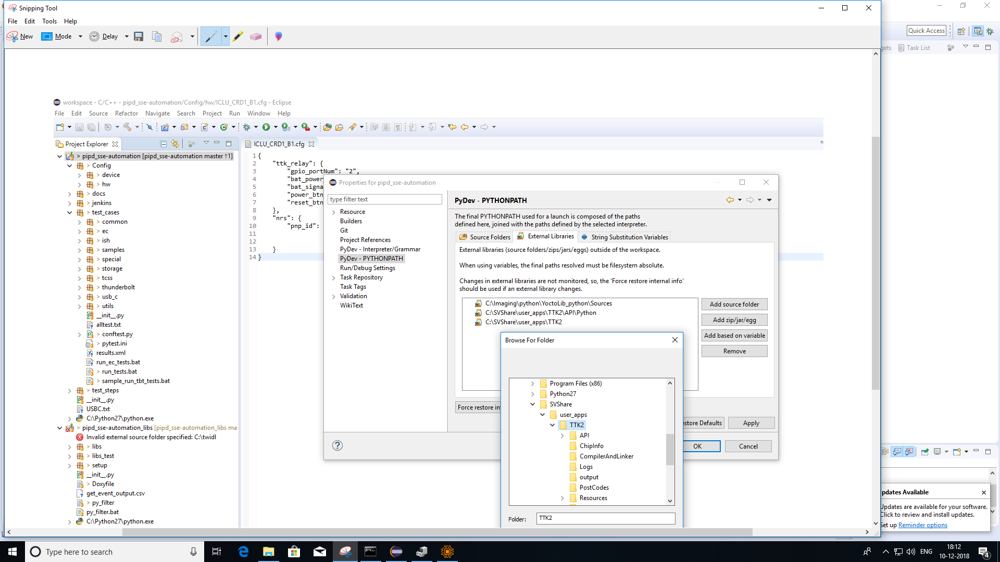 Snipping Tool
File Edit Tools Help
New Mode Delay
Quick Access
gets Task List
workspace - C/C++ - pipd_sse-automation/Config/hw/ICLU_CRD1_B1.cfg - Eclipse
File Edit Source Refactor Navigate Search Project Run Window Help
Project Explorer
> pipd_sse-automation [pipd_sse-automation master ↑1]
> Config
> device
> hw
> docs
> jenkins
> test_cases
> common
> ec
> ish
> samples
> special
> storage
> tcss
> thunderbolt
> usb_c
> utils
__init__.py
alltest.txt
> conftest.py
> pytest.ini
results.xml
run_ec_tests.bat
> run_tests.bat
> sample_run_tbt_tests.bat
> test_steps
__init__.py
USBC.txt
C:\Python27\python.exe
> pipd_sse-automation_libs [pipd_sse-automation_libs ma
Invalid external source folder specified: C:\twidl
> libs
> libs_test
> setup
__init__.py
> Doxyfile
get_event_output.csv
> py_filter
py_filter.bat
C:\Python27\python.exe
ICLU_CRD1_B1.cfg
1 {
2 "ttk_relay": {
3 "gpio_portNum": "2",
4 "bat_power
5 "bat_signa
6 "power_btn
7 "reset_btn
8 },
9 "nrs": {
10 "pnp_id":
11
12
13 }
14 }
Properties for pipd_sse-automation
type filter text
Resource
Builders
Git
Project References
PyDev - Interpreter/Grammar
PyDev - PYTHONPATH
Run/Debug Settings
Task Repository
Task Tags
Validation
WikiText
PyDev - PYTHONPATH
The final PYTHONPATH used for a launch is composed of the paths
defined here, joined with the paths defined by the selected interpreter.
Source Folders External Libraries String Substitution Variables
External libraries (source folders/zips/jars/eggs) outside of the workspace.
When using variables, the final paths resolved must be filesystem absolute.
Changes in external libraries are not monitored, so, the 'Force restore internal info'
should be used if an external library changes.
C:\Imaging\python\YoctoLib_python\Sources
C:\SVShare\user_apps\TTK2\API\Python
C:\SVShare\user_apps\TTK2
Add source folder
Add zip/jar/egg
Add based on variable
Remove
Force restore in
estore Defaults Apply
OK Cancel
Browse For Folder
Program Files (x86)
Python27
SVShare
user_apps
TTK2
API
ChipInfo
CompilerAndLinker
Logs
output
PostCodes
Resources
Folder: TTK2
pdates Available
Updates are available for your software.
Click to review and install updates.
Set up Reminder options
Type here to search
ENG
18:12
10-12-2018
4